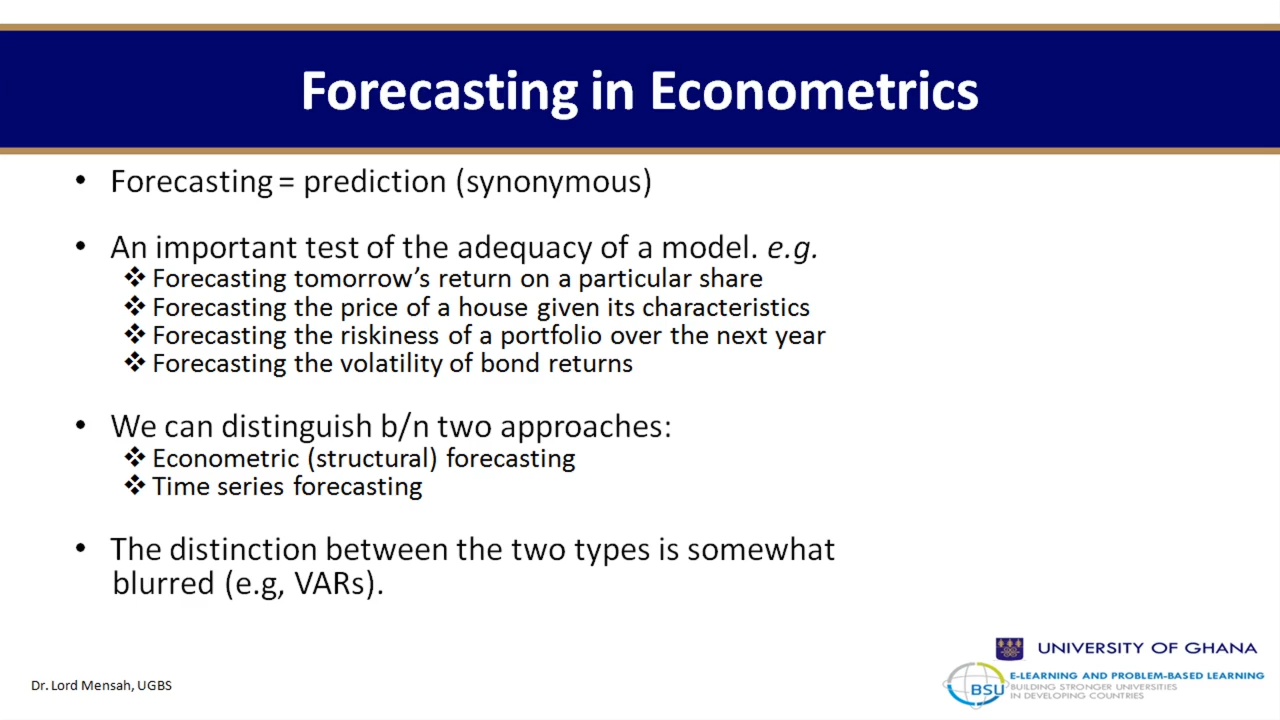 Forecasting in Econometrics
• Forecasting = prediction (synonymous)
• An important test of the adequacy of a model. e.g.
❖ Forecasting tomorrow's return on a particular share
❖ Forecasting the price of a house given its characteristics
❖ Forecasting the riskiness of a portfolio over the next year
❖ Forecasting the volatility of bond returns
• We can distinguish b/n two approaches:
❖ Econometric (structural) forecasting
❖ Time series forecasting
• The distinction between the two types is somewhat
blurred (e.g, VARs).
UNIVERSITY OF GHANA
Dr. Lord Mensah, UGBS
BSU
E-LEARNING AND PROBLEM-BASED LEARNING
BUILDING STRONGER UNIVERSITIES
IN DEVELOPING COUNTRIES